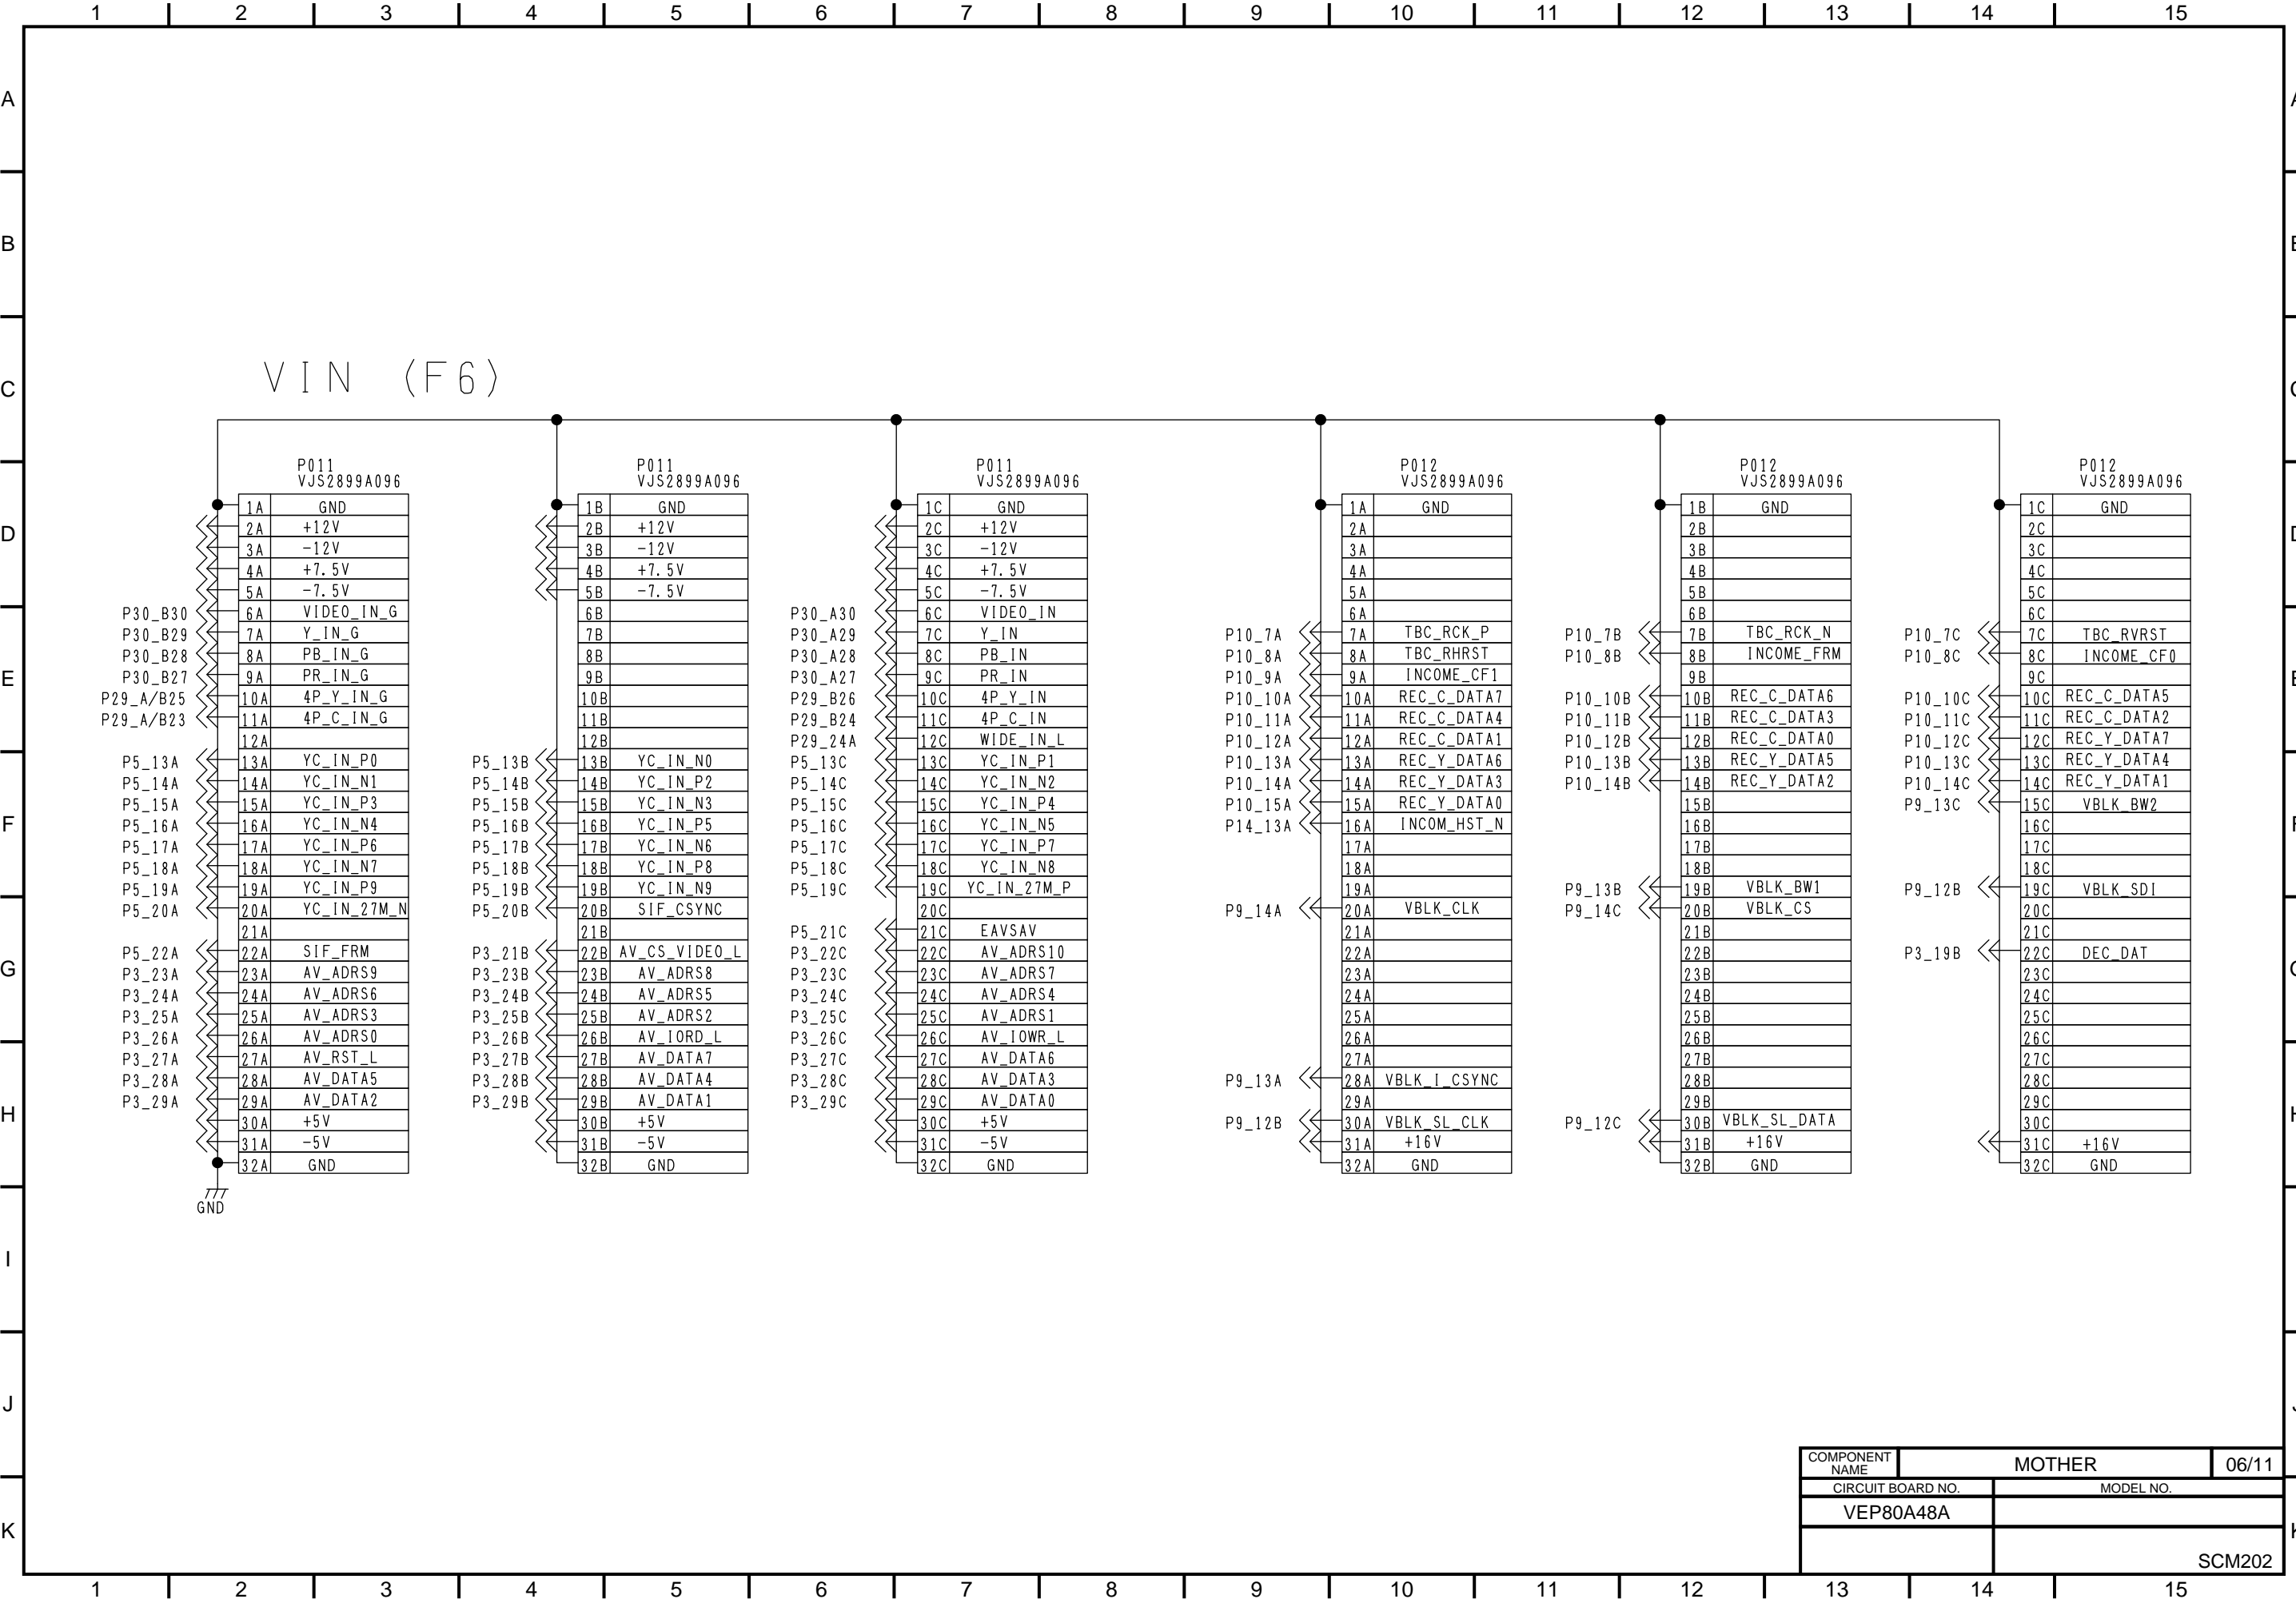 1 2 3 4 5 6 7 8 9 10 11 12 13 14 15
A
B
C
D
E
F
G
H
I
J
K
VIN (F6)
P011
VJS2899A096
1A GND
2A +12V
3A -12V
4A +7.5V
5A -7.5V
P30_B30 6A VIDEO_IN_G
P30_B29 7A Y_IN_G
P30_B28 8A PB_IN_G
P30_B27 9A PR_IN_G
P29_A/B25 10A 4P_Y_IN_G
P29_A/B23 11A 4P_C_IN_G
12A
P5_13A 13A YC_IN_P0
P5_14A 14A YC_IN_N1
P5_15A 15A YC_IN_P3
P5_16A 16A YC_IN_N4
P5_17A 17A YC_IN_P6
P5_18A 18A YC_IN_N7
P5_19A 19A YC_IN_P9
P5_20A 20A YC_IN_27M_N
21A
P5_22A 22A SIF_FRM
P3_23A 23A AV_ADRS9
P3_24A 24A AV_ADRS6
P3_25A 25A AV_ADRS3
P3_26A 26A AV_ADRS0
P3_27A 27A AV_RST_L
P3_28A 28A AV_DATA5
P3_29A 29A AV_DATA2
30A +5V
31A -5V
32A GND
GND
P011
VJS2899A096
1B GND
2B +12V
3B -12V
4B +7.5V
5B -7.5V
6B
7B
8B
9B
10B
11B
12B
P5_13B 13B YC_IN_N0
P5_14B 14B YC_IN_P2
P5_15B 15B YC_IN_N3
P5_16B 16B YC_IN_P5
P5_17B 17B YC_IN_N6
P5_18B 18B YC_IN_P8
P5_19B 19B YC_IN_N9
P5_20B 20B SIF_CSYNC
21B
P3_21B 22B AV_CS_VIDEO_L
P3_23B 23B AV_ADRS8
P3_24B 24B AV_ADRS5
P3_25B 25B AV_ADRS2
P3_26B 26B AV_IORD_L
P3_27B 27B AV_DATA7
P3_28B 28B AV_DATA4
P3_29B 29B AV_DATA1
30B +5V
31B -5V
32B GND
P011
VJS2899A096
1C GND
2C +12V
3C -12V
4C +7.5V
5C -7.5V
P30_A30 6C VIDEO_IN
P30_A29 7C Y_IN
P30_A28 8C PB_IN
P30_A27 9C PR_IN
P29_B26 10C 4P_Y_IN
P29_B24 11C 4P_C_IN
P29_24A 12C WIDE_IN_L
P5_13C 13C YC_IN_P1
P5_14C 14C YC_IN_N2
P5_15C 15C YC_IN_P4
P5_16C 16C YC_IN_N5
P5_17C 17C YC_IN_P7
P5_18C 18C YC_IN_N8
P5_19C 19C YC_IN_27M_P
20C
P5_21C 21C EAVSAV
P3_22C 22C AV_ADRS10
P3_23C 23C AV_ADRS7
P3_24C 24C AV_ADRS4
P3_25C 25C AV_ADRS1
P3_26C 26C AV_IOWR_L
P3_27C 27C AV_DATA6
P3_28C 28C AV_DATA3
P3_29C 29C AV_DATA0
30C +5V
31C -5V
32C GND
P012
VJS2899A096
1A GND
2A
3A
4A
5A
6A
P10_7A 7A TBC_RCK_P
P10_8A 8A TBC_RHRST
P10_9A 9A INCOME_CF1
P10_10A 10A REC_C_DATA7
P10_11A 11A REC_C_DATA4
P10_12A 12A REC_C_DATA1
P10_13A 13A REC_Y_DATA6
P10_14A 14A REC_Y_DATA3
P10_15A 15A REC_Y_DATA0
P14_13A 16A INCOM_HST_N
17A
18A
19A
P9_14A 20A VBLK_CLK
21A
22A
23A
24A
25A
26A
27A
P9_13A 28A VBLK_I_CSYNC
29A
P9_12B 30A VBLK_SL_CLK
31A +16V
32A GND
P012
VJS2899A096
1B GND
2B
3B
4B
5B
6B
P10_7B 7B TBC_RCK_N
P10_8B 8B INCOME_FRM
9B
P10_10B 10B REC_C_DATA6
P10_11B 11B REC_C_DATA3
P10_12B 12B REC_C_DATA0
P10_13B 13B REC_Y_DATA5
P10_14B 14B REC_Y_DATA2
15B
16B
17B
18B
P9_13B 19B VBLK_BW1
P9_14C 20B VBLK_CS
21B
22B
23B
24B
25B
26B
27B
28B
29B
P9_12C 30B VBLK_SL_DATA
31B +16V
32B GND
P012
VJS2899A096
1C GND
2C
3C
4C
5C
6C
P10_7C 7C TBC_RVRST
P10_8C 8C INCOME_CF0
9C
P10_10C 10C REC_C_DATA5
P10_11C 11C REC_C_DATA2
P10_12C 12C REC_Y_DATA7
P10_13C 13C REC_Y_DATA4
P10_14C 14C REC_Y_DATA1
P9_13C 15C VBLK_BW2
16C
17C
18C
P9_12B 19C VBLK_SDI
20C
21C
P3_19B 22C DEC_DAT
23C
24C
25C
26C
27C
28C
29C
30C
31C +16V
32C GND
COMPONENT NAME MOTHER 06/11
CIRCUIT BOARD NO. MODEL NO.
VEP80A48A
SCM202
1 2 3 4 5 6 7 8 9 10 11 12 13 14 15